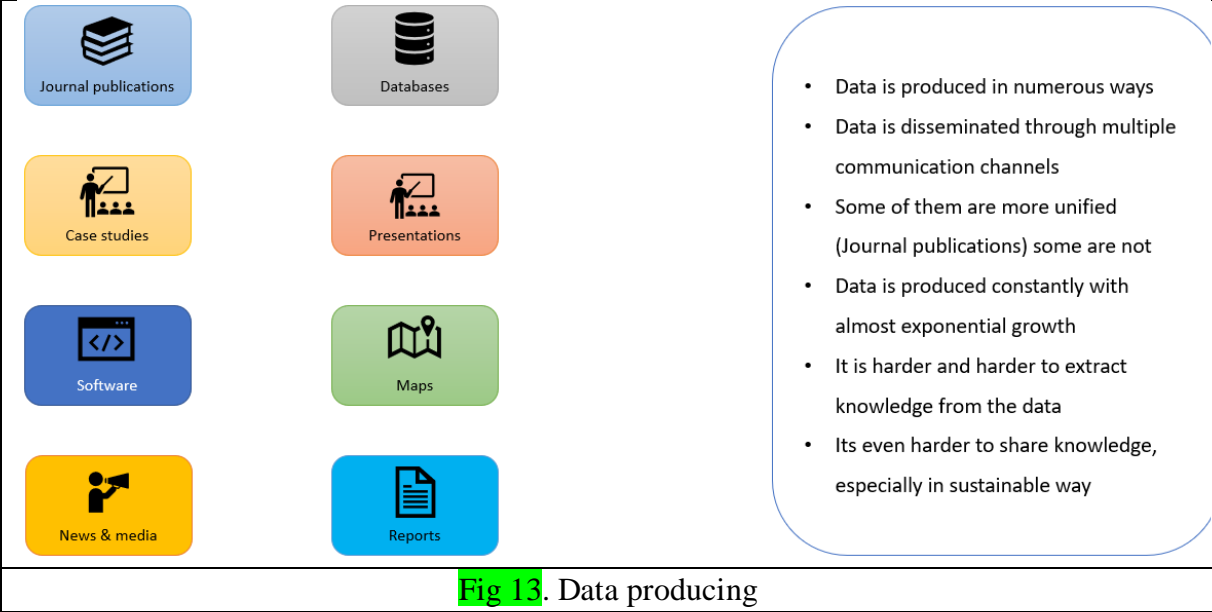 Journal publications
Databases
Case studies
Presentations
</>
Software
Maps
News & media
Reports
• Data is produced in numerous ways
• Data is disseminated through multiple
communication channels
• Some of them are more unified
(Journal publications) some are not
• Data is produced constantly with
almost exponential growth
• It is harder and harder to extract
knowledge from the data
• Its even harder to share knowledge,
especially in sustainable way
Fig 13. Data producing